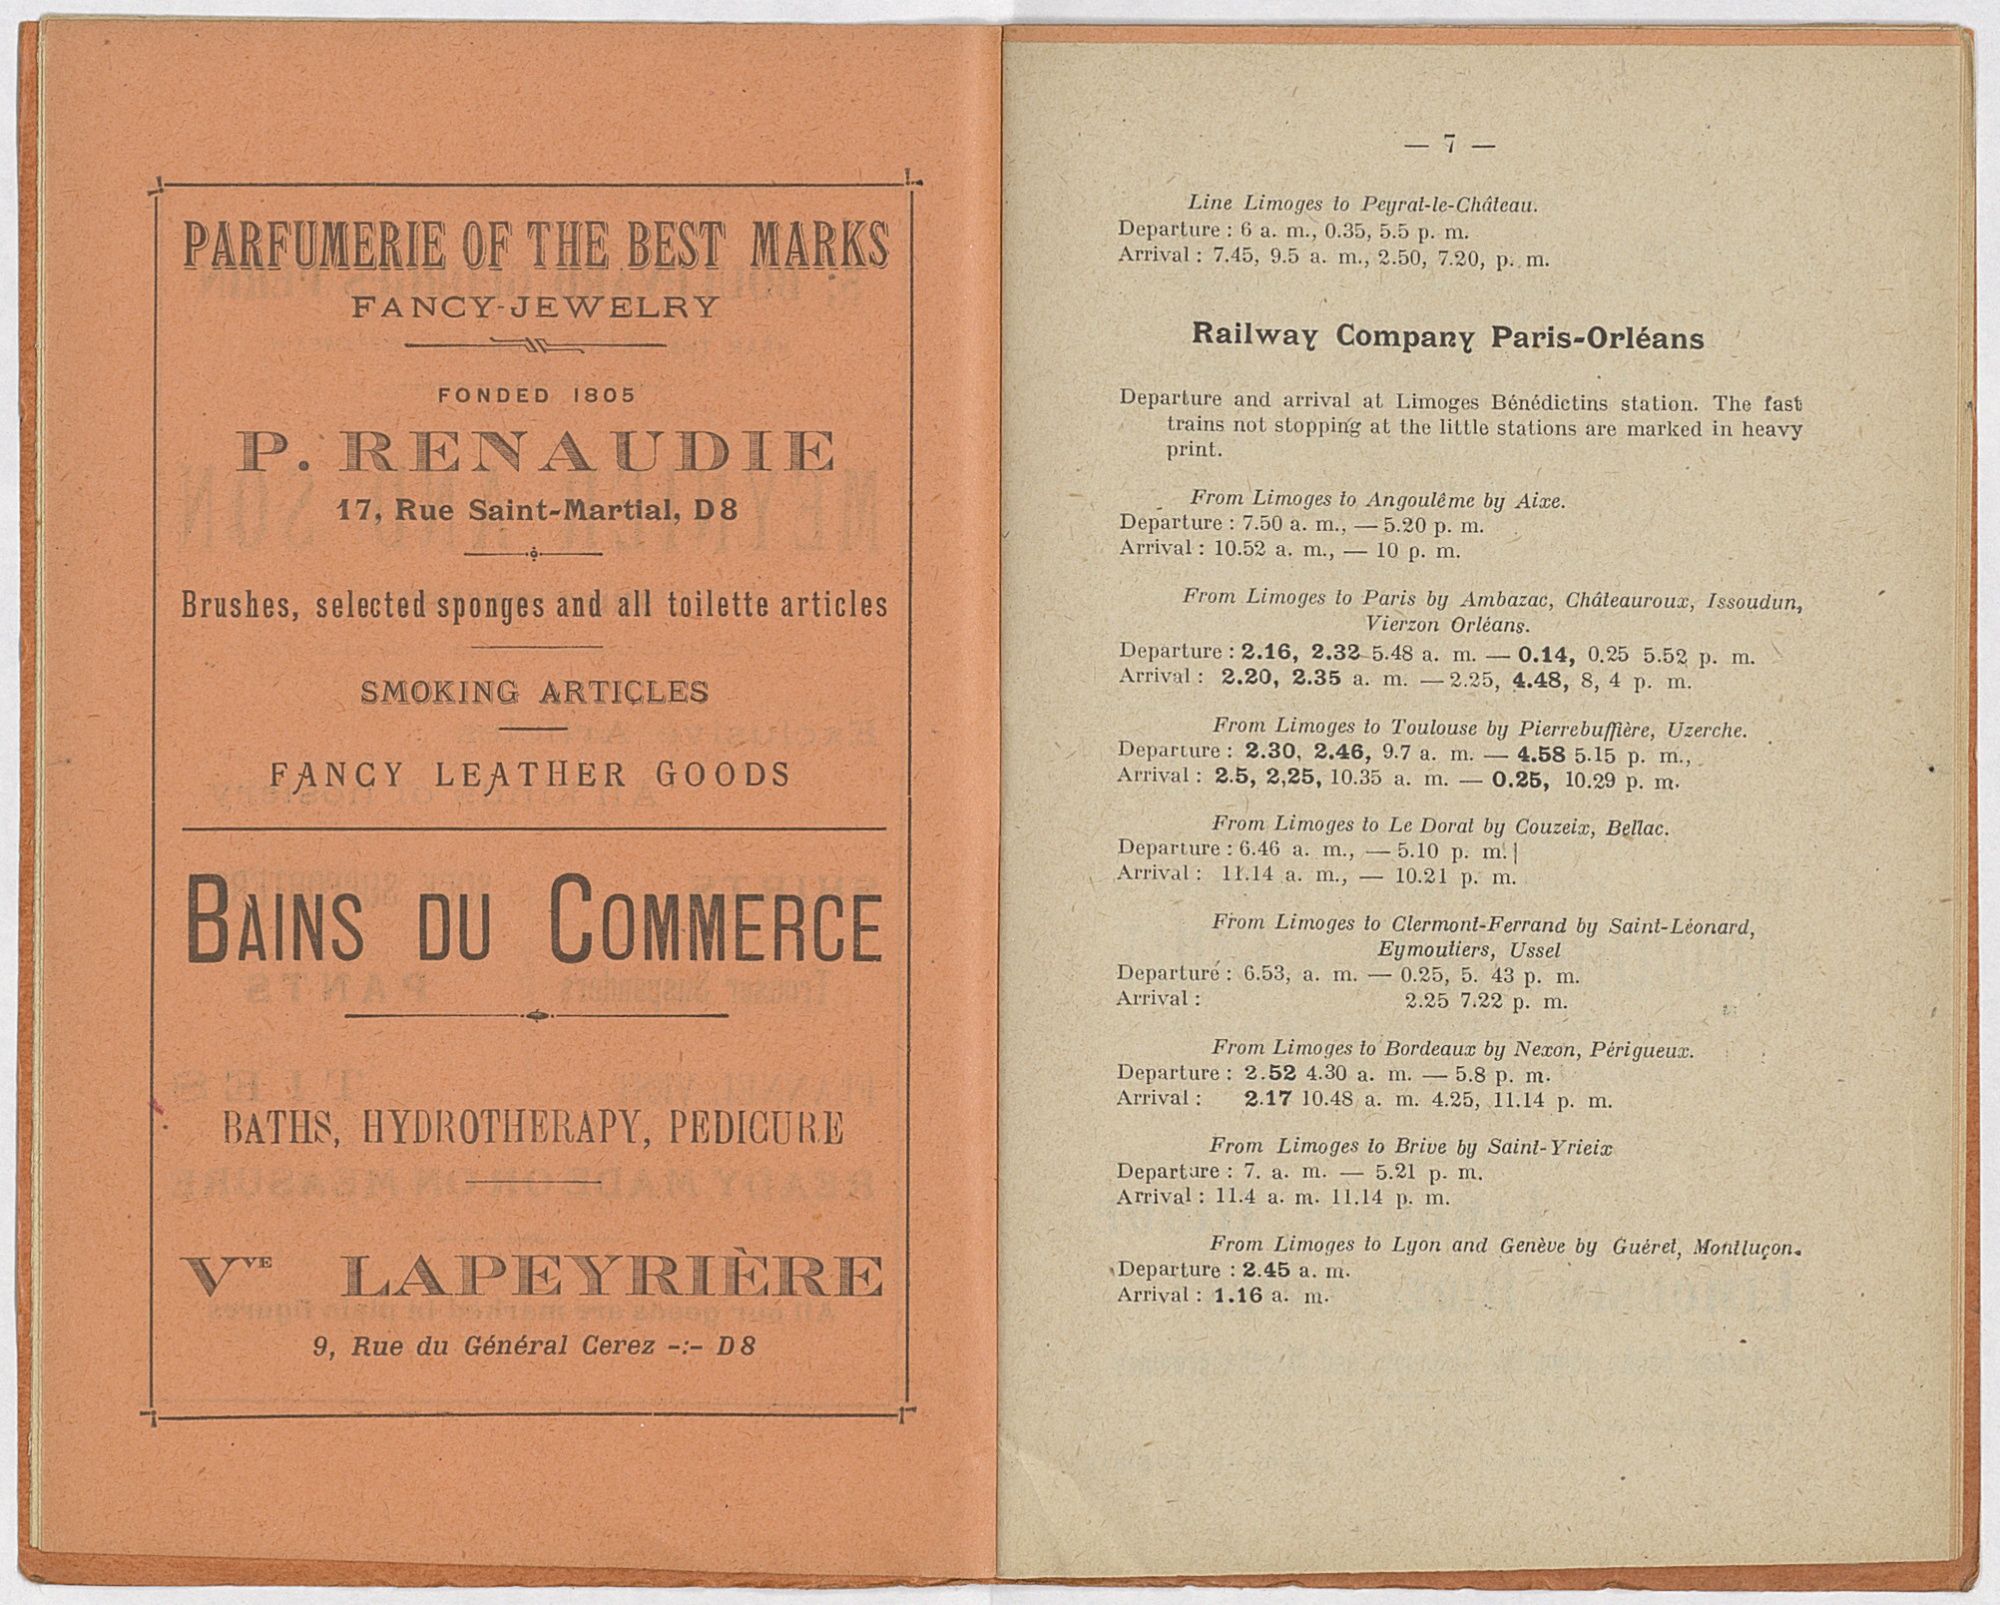 PARFUMERIE OF THE BEST MARKS
FANCY-JEWELRY
FONDED 1805
P. RENAUDIE
17, Rue Saint-Martial, D8
Brushes, selected sponges and all toilette articles
SMOKING ARTICLES
FANCY LEATHER GOODS
BAINS DU COMMERCE
BATHS, HYDROTHERAPY, PEDICURE
VVE LAPEYRIÈRE
9, Rue du Général Cerez -:- D8
— 7 —
Line Limoges to Peyrat-le-Château.
Departure : 6 a. m., 0.35, 5.5 p. m.
Arrival : 7.45, 9.5 a. m., 2.50, 7.20, p. m.
Railway Company Paris-Orléans
Departure and arrival at Limoges Bénédictins station. The fast
trains not stopping at the little stations are marked in heavy
print.
From Limoges to Angoulême by Aixe.
Departure : 7.50 a. m., — 5.20 p. m.
Arrival : 10.52 a. m., — 10 p. m.
From Limoges to Paris by Ambazac, Châteauroux, Issoudun,
Vierzon Orléans.
Departure : 2.16, 2.32 5.48 a. m. — 0.14, 0.25 5.52 p. m.
Arrival : 2.20, 2.35 a. m. — 2.25, 4.48, 8, 4 p. m.
From Limoges to Toulouse by Pierrebuffière, Uzerche.
Departure : 2.30, 2.46, 9.7 a. m. — 4.58 5.15 p. m.,
Arrival : 2.5, 2,25, 10.35 a. m. — 0.25, 10.29 p. m.
From Limoges to Le Dorat by Couzeix, Bellac.
Departure : 6.46 a. m., — 5.10 p. m.
Arrival : 11.14 a. m., — 10.21 p. m.
From Limoges to Clermont-Ferrand by Saint-Léonard,
Eymoutiers, Ussel
Departure : 6.53, a. m. — 0.25, 5. 43 p. m.
Arrival : 2.25 7.22 p. m.
From Limoges to Bordeaux by Nexon, Périgueux.
Departure : 2.52 4.30 a. m. — 5.8 p. m.
Arrival : 2.17 10.48 a. m. 4.25, 11.14 p. m.
From Limoges to Brive by Saint-Yrieix
Departure : 7. a. m. — 5.21 p. m.
Arrival : 11.4 a. m. 11.14 p. m.
From Limoges to Lyon and Genève by Guéret, Montluçon.
Departure : 2.45 a. m.
Arrival : 1.16 a. m.